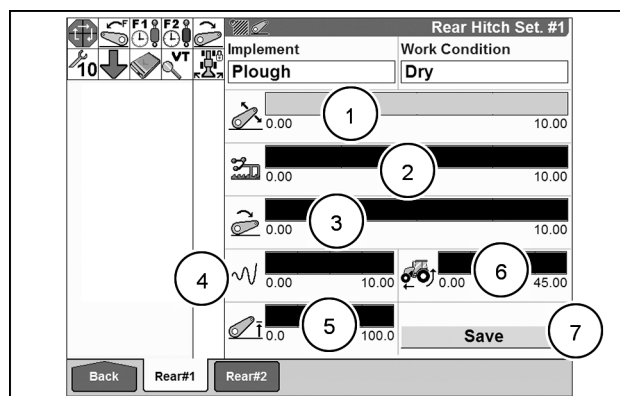 F F1 F2
Rear Hitch Set. #1
10 VT
Implement Work Condition
Plough Dry
1
0.00 10.00
2
0.00 10.00
3
0.00 10.00
4 6
0.00 10.00 0.00 45.00
5 7
0.0 100.0 Save
Back Rear#1 Rear#2